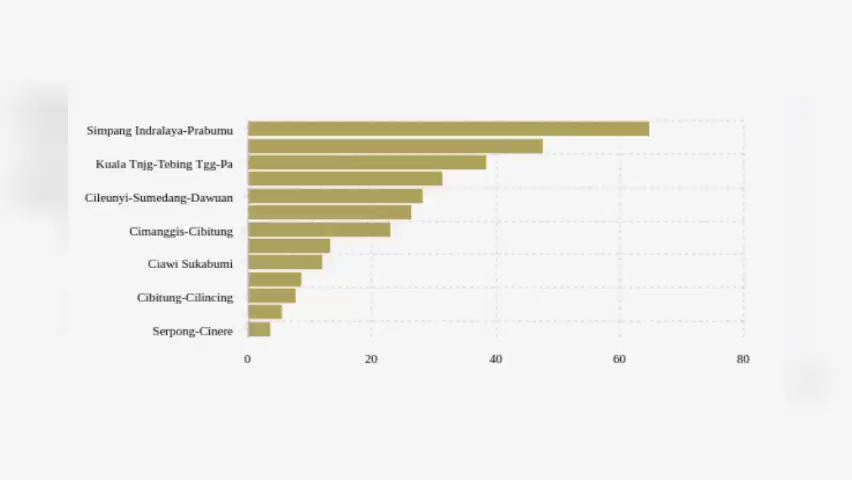 Simpang Indralaya-Prabumu
Kuala Tnjg-Tebing Tgg-Pa
Cileunyi-Sumedang-Dawuan
Cimanggis-Cibitung
Ciawi Sukabumi
Cibitung-Cilincing
Serpong-Cinere
0 20 40 60 80